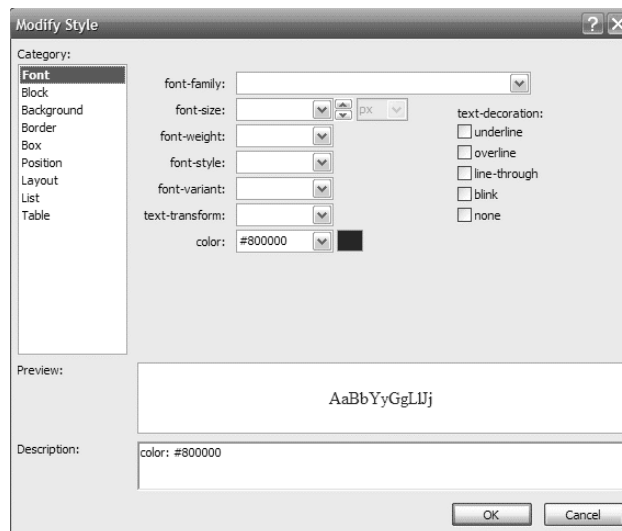 Modify Style
Category:
Font
Block
Background
Border
Box
Position
Layout
List
Table
font-family:
font-size:
px
font-weight:
font-style:
font-variant:
text-transform:
color:
#800000
text-decoration:
underline
overline
line-through
blink
none
Preview:
AaBbYyGgLlJj
Description:
color: #800000
OK
Cancel